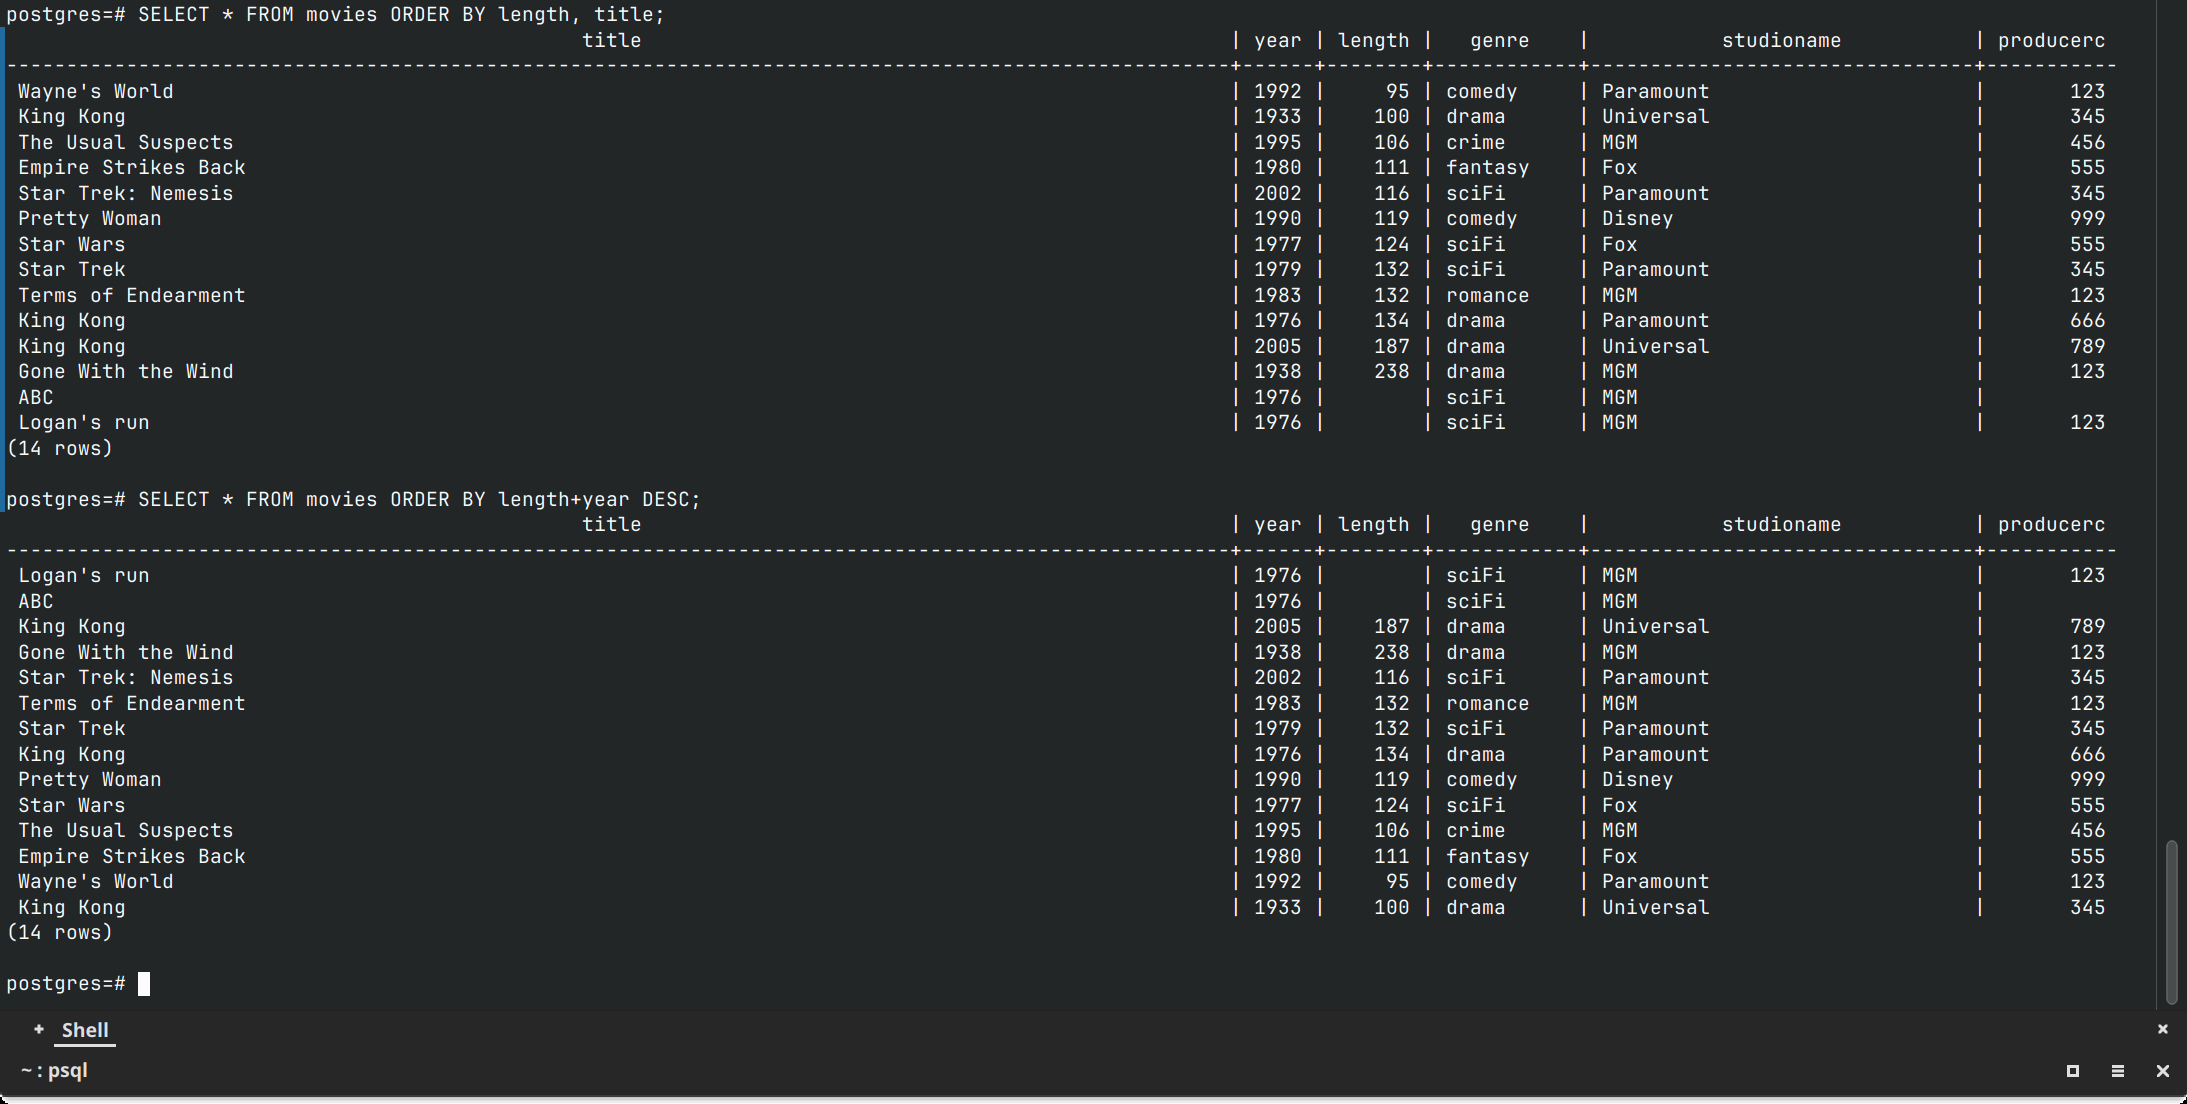 postgres=# SELECT * FROM movies ORDER BY length, title;
title | year | length | genre | studioname | producerc
-------------------------------------------------------------------------------------------------------+------+--------+------------+--------------------------------+-----------
Wayne's World | 1992 | 95 | comedy | Paramount | 123
King Kong | 1933 | 100 | drama | Universal | 345
The Usual Suspects | 1995 | 106 | crime | MGM | 456
Empire Strikes Back | 1980 | 111 | fantasy | Fox | 555
Star Trek: Nemesis | 2002 | 116 | sciFi | Paramount | 345
Pretty Woman | 1990 | 119 | comedy | Disney | 999
Star Wars | 1977 | 124 | sciFi | Fox | 555
Star Trek | 1979 | 132 | sciFi | Paramount | 345
Terms of Endearment | 1983 | 132 | romance | MGM | 123
King Kong | 1976 | 134 | drama | Paramount | 666
King Kong | 2005 | 187 | drama | Universal | 789
Gone With the Wind | 1938 | 238 | drama | MGM | 123
ABC | 1976 | | sciFi | MGM |
Logan's run | 1976 | | sciFi | MGM | 123
(14 rows)
postgres=# SELECT * FROM movies ORDER BY length+year DESC;
title | year | length | genre | studioname | producerc
-------------------------------------------------------------------------------------------------------+------+--------+------------+--------------------------------+-----------
Logan's run | 1976 | | sciFi | MGM | 123
ABC | 1976 | | sciFi | MGM |
King Kong | 2005 | 187 | drama | Universal | 789
Gone With the Wind | 1938 | 238 | drama | MGM | 123
Star Trek: Nemesis | 2002 | 116 | sciFi | Paramount | 345
Terms of Endearment | 1983 | 132 | romance | MGM | 123
Star Trek | 1979 | 132 | sciFi | Paramount | 345
King Kong | 1976 | 134 | drama | Paramount | 666
Pretty Woman | 1990 | 119 | comedy | Disney | 999
Star Wars | 1977 | 124 | sciFi | Fox | 555
The Usual Suspects | 1995 | 106 | crime | MGM | 456
Empire Strikes Back | 1980 | 111 | fantasy | Fox | 555
Wayne's World | 1992 | 95 | comedy | Paramount | 123
King Kong | 1933 | 100 | drama | Universal | 345
(14 rows)
postgres=#
Shell
~ : psql